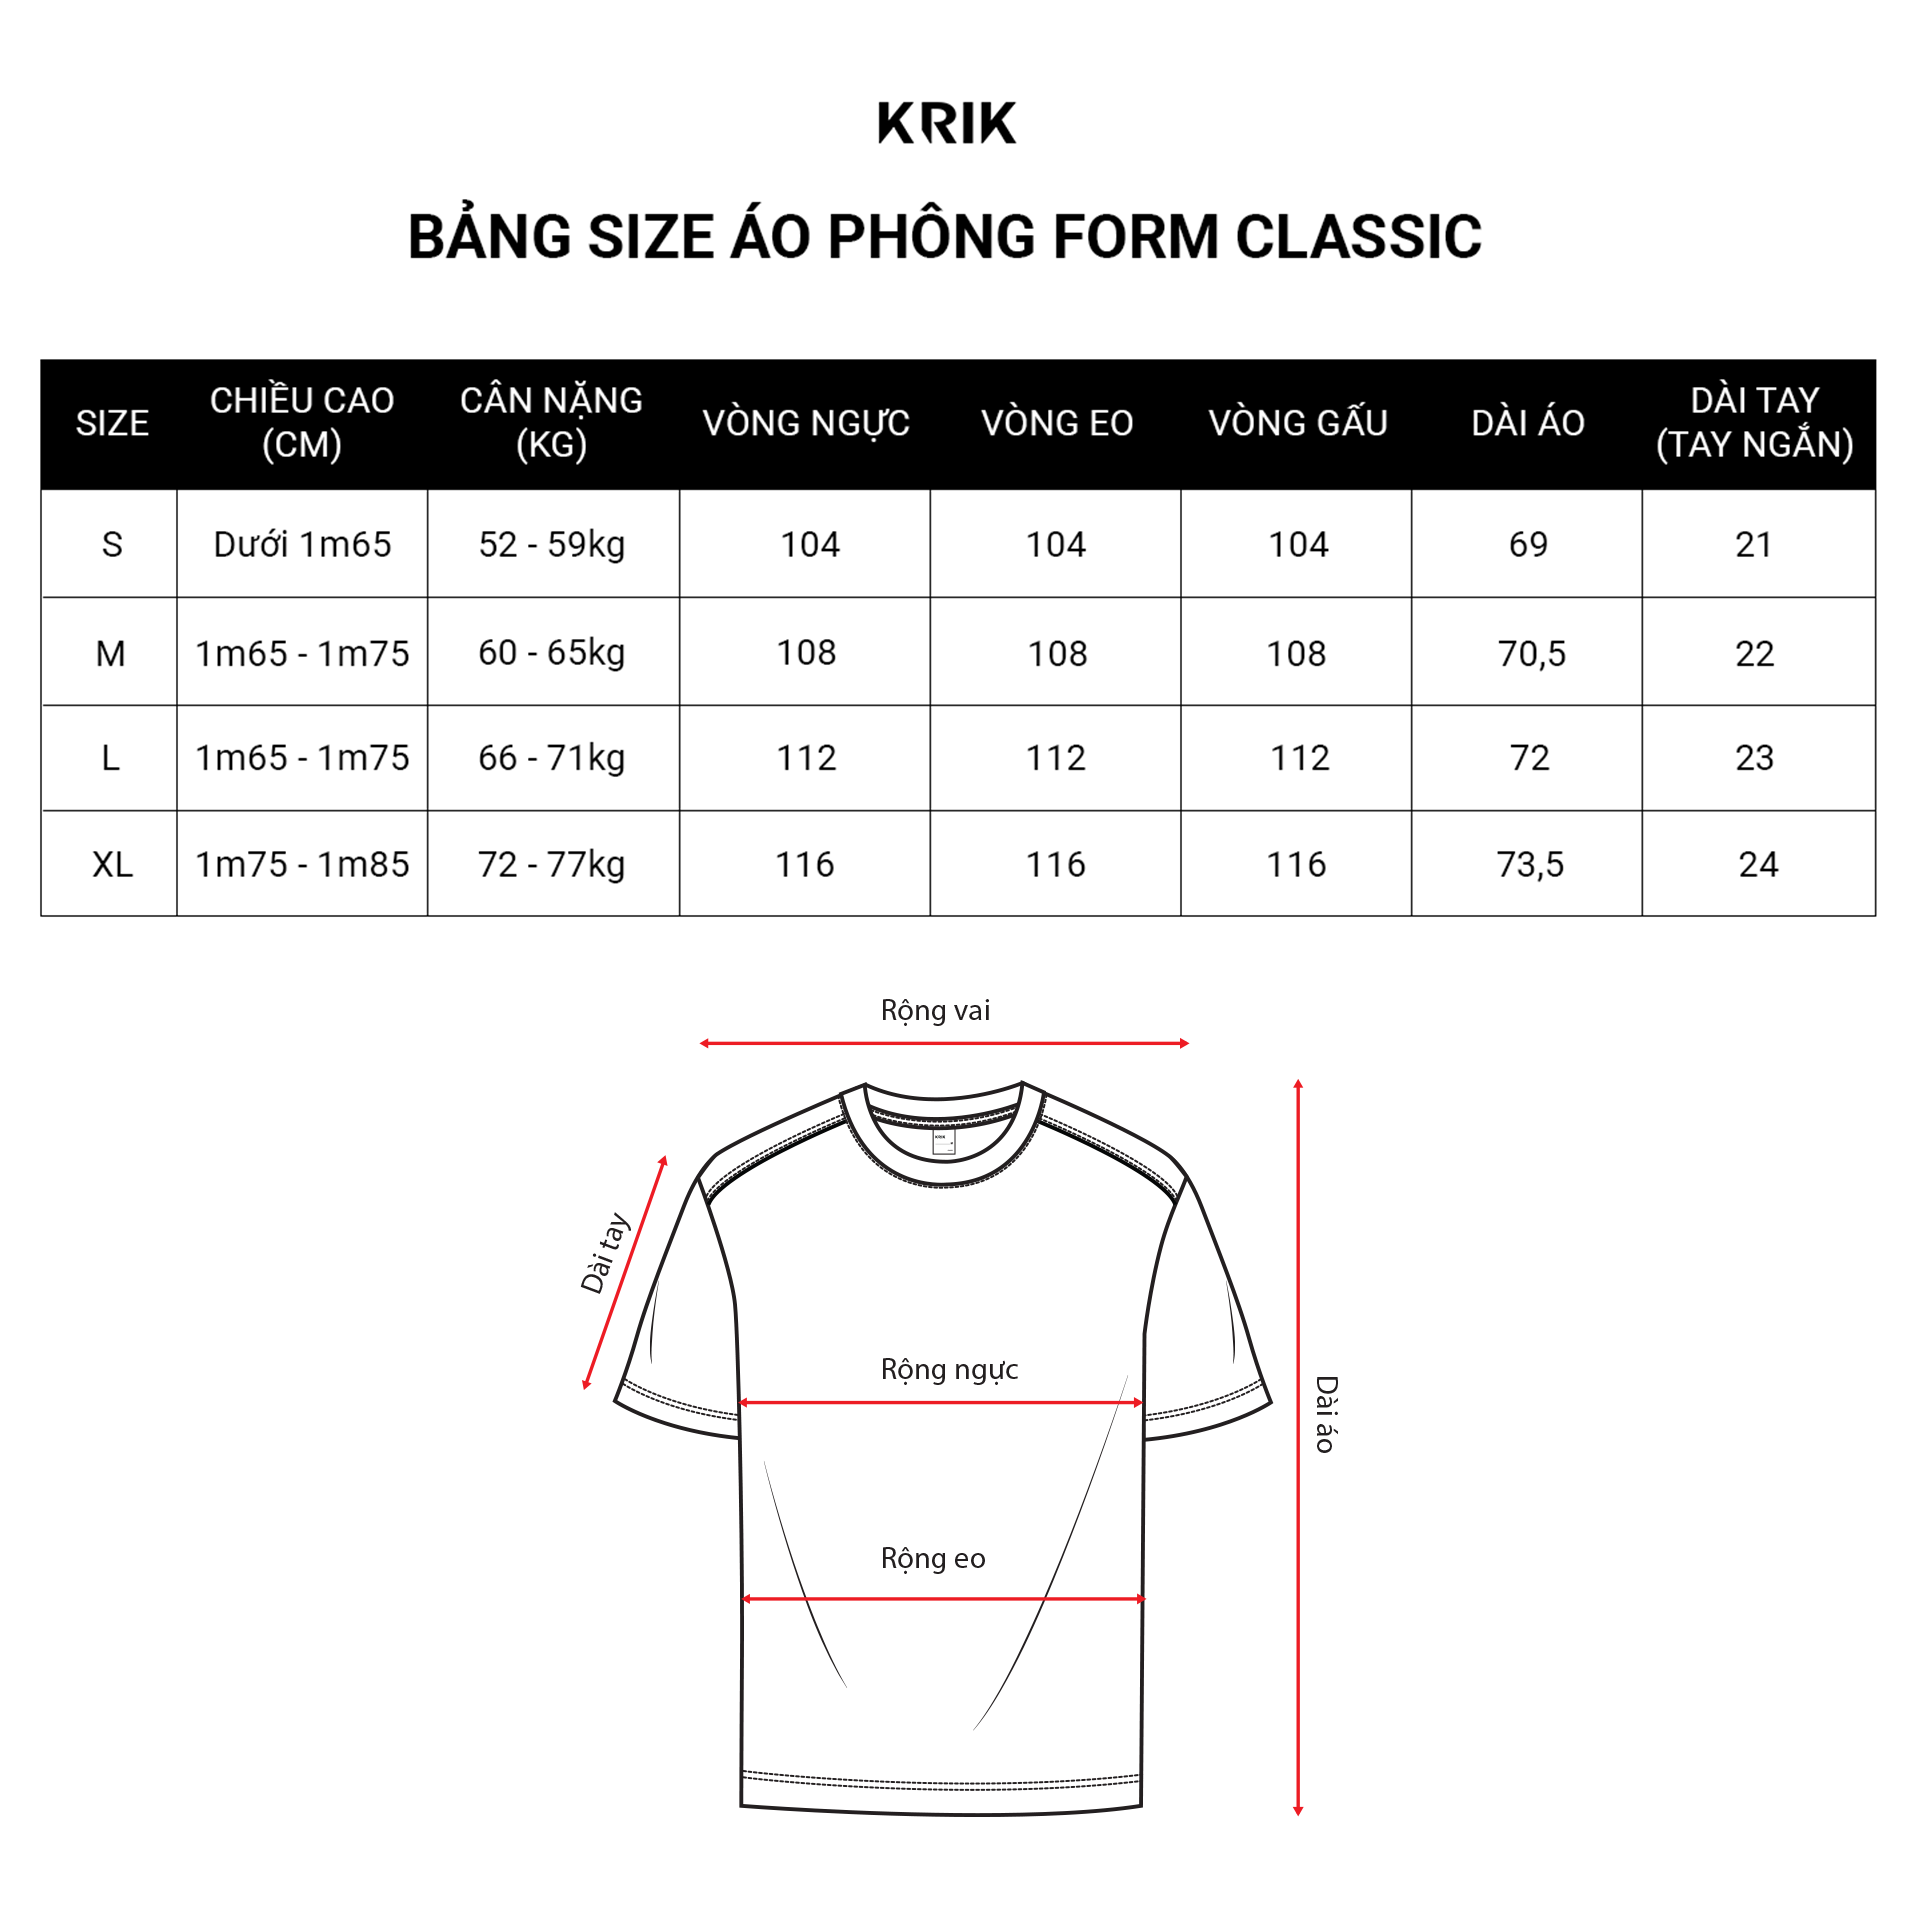 KRIK
BẢNG SIZE ÁO PHÔNG FORM CLASSIC
SIZE CHIỀU CAO (CM) CÂN NẶNG (KG) VÒNG NGỰC VÒNG EO VÒNG GẤU DÀI ÁO DÀI TAY (TAY NGẮN)
S Dưới 1m65 52 - 59kg 104 104 104 69 21
M 1m65 - 1m75 60 - 65kg 108 108 108 70,5 22
L 1m65 - 1m75 66 - 71kg 112 112 112 72 23
XL 1m75 - 1m85 72 - 77kg 116 116 116 73,5 24
Rộng vai
KRIK
Dài tay
Rộng ngực
Dài áo
Rộng eo